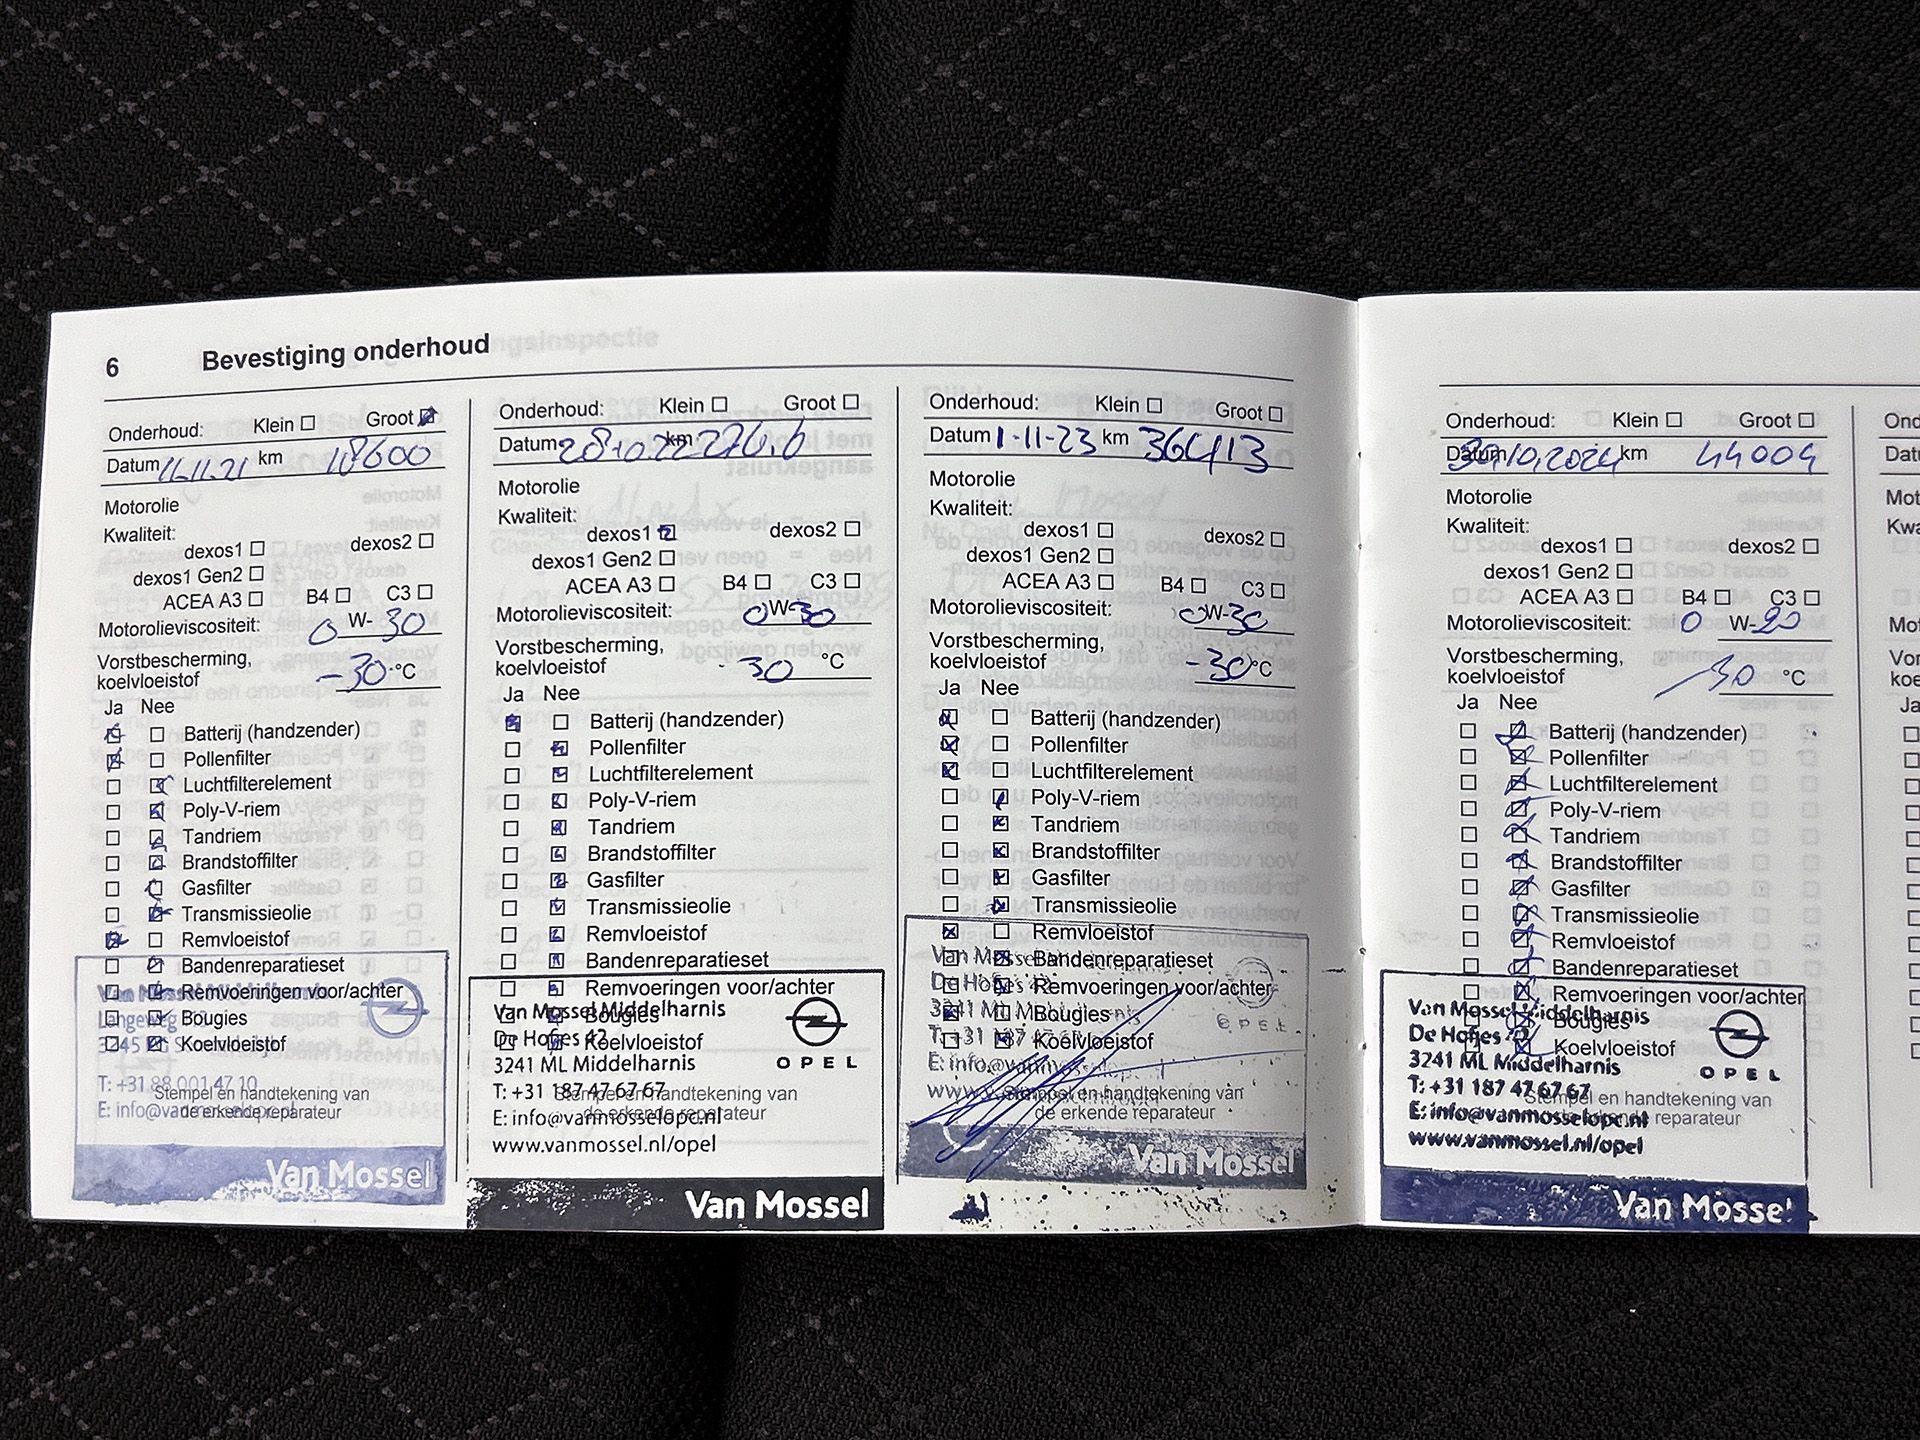 6 Bevestiging onderhoud
Onderhoud: Klein Groot
Datum 11.11.21 km 18600
Motorolie
Kwaliteit:
dexos1 dexos2
dexos1 Gen2
ACEA A3 B4 C3
Motorolieviscositeit: 0 W- 30
Vorstbescherming,
koelvloeistof -30 °C
Ja Nee
Batterij (handzender)
Pollenfilter
Luchtfilterelement
Poly-V-riem
Tandriem
Brandstoffilter
Gasfilter
Transmissieolie
Remvloeistof
Bandenreparatieset
Remvoeringen voor/achter
Bougies
Koelvloeistof
T: +31 88 001 47 10
Stempel en handtekening van
de erkende reparateur
Van Mossel
Onderhoud: Klein Groot
Datum 28-10-22 km
Motorolie
Kwaliteit:
dexos1 dexos2
dexos1 Gen2
ACEA A3 B4 C3
Motorolieviscositeit: 0 W-30
Vorstbescherming,
koelvloeistof -30 °C
Ja Nee
Batterij (handzender)
Pollenfilter
Luchtfilterelement
Poly-V-riem
Tandriem
Brandstoffilter
Gasfilter
Transmissieolie
Remvloeistof
Bandenreparatieset
Remvoeringen voor/achter
Van Mossel Middelharnis
Bougies
De Hofjes 42
Koelvloeistof
OPEL
3241 ML Middelharnis
T: +31 187 47 67 67
Stempel en handtekening van
de erkende reparateur
E: info@vanmosselopel.nl
www.vanmossel.nl/opel
Van Mossel
Onderhoud: Klein Groot
Datum 1-11-23 km 36413
Motorolie
Kwaliteit:
dexos1 dexos2
dexos1 Gen2
ACEA A3 B4 C3
Motorolieviscositeit: 0 W-30
Vorstbescherming,
koelvloeistof -30 °C
Ja Nee
Batterij (handzender)
Pollenfilter
Luchtfilterelement
Poly-V-riem
Tandriem
Brandstoffilter
Gasfilter
Transmissieolie
Remvloeistof
Bandenreparatieset
Remvoeringen voor/achter
Bougies
OPEL
Koelvloeistof
Stempel en handtekening van
de erkende reparateur
Van Mossel
Onderhoud: Klein Groot
Datum 30/10.2024 km 44004
Motorolie
Kwaliteit:
dexos1 dexos2
dexos1 Gen2
ACEA A3 B4 C3
Motorolieviscositeit: 0 W-20
Vorstbescherming,
koelvloeistof -30 °C
Ja Nee
Batterij (handzender)
Pollenfilter
Luchtfilterelement
Poly-V-riem
Tandriem
Brandstoffilter
Gasfilter
Transmissieolie
Remvloeistof
Bandenreparatieset
Remvoeringen voor/achter
Van Mossel Middelharnis
Bougies
De Hofjes 42
Koelvloeistof
3241 ML Middelharnis
OPEL
T: +31 187 47 67 67
Stempel en handtekening van
de erkende reparateur
E: info@vanmosselopel.nl
www.vanmossel.nl/opel
Van Mossel